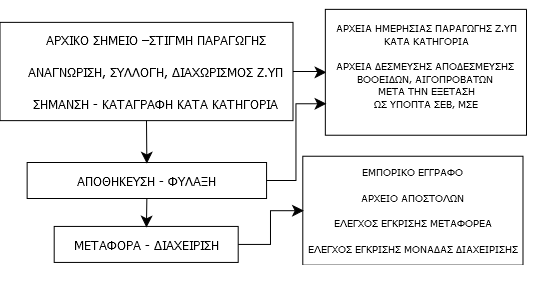 ΑΡΧΙΚΟ ΣΗΜΕΙΟ –ΣΤΙΓΜΗ ΠΑΡΑΓΩΓΗΣ
ΑΝΑΓΝΩΡΙΣΗ, ΣΥΛΛΟΓΗ, ΔΙΑΧΩΡΙΣΜΟΣ Ζ.ΥΠ
ΣΗΜΑΝΣΗ - ΚΑΤΑΓΡΑΦΗ ΚΑΤΑ ΚΑΤΗΓΟΡΙΑ
ΑΡΧΕΙΑ ΗΜΕΡΗΣΙΑΣ ΠΑΡΑΓΩΓΗΣ Ζ.ΥΠ
ΚΑΤΑ ΚΑΤΗΓΟΡΙΑ
ΑΡΧΕΙΑ ΔΕΣΜΕΥΣΗΣ ΑΠΟΔΕΣΜΕΥΣΗΣ
ΒΟΟΕΙΔΩΝ, ΑΙΓΟΠΡΟΒΑΤΩΝ
ΜΕΤΑ ΤΗΝ ΕΞΕΤΑΣΗ
ΩΣ ΥΠΟΠΤΑ ΣΕΒ, ΜΣΕ
ΑΠΟΘΗΚΕΥΣΗ - ΦΥΛΑΞΗ
ΜΕΤΑΦΟΡΑ - ΔΙΑΧΕΙΡΙΣΗ
ΕΜΠΟΡΙΚΟ ΕΓΓΡΑΦΟ
ΑΡΧΕΙΟ ΑΠΟΣΤΟΛΩΝ
ΕΛΕΓΧΟΣ ΕΓΚΡΙΣΗΣ ΜΕΤΑΦΟΡΕΑ
ΕΛΕΓΧΟΣ ΕΓΚΡΙΣΗΣ ΜΟΝΑΔΑΣ ΔΙΑΧΕΙΡΙΣΗΣ